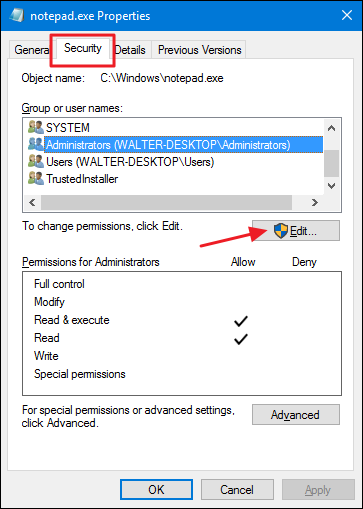 notepad.exe Properties
General Security Details Previous Versions
Object name: C:\Windows\notepad.exe
Group or user names:
SYSTEM
Administrators (WALTER-DESKTOP\Administrators)
Users (WALTER-DESKTOP\Users)
TrustedInstaller
To change permissions, click Edit.
Edit...
Permissions for Administrators Allow Deny
Full control
Modify
Read & execute
Read
Write
Special permissions
For special permissions or advanced settings,
click Advanced.
Advanced
OK Cancel Apply